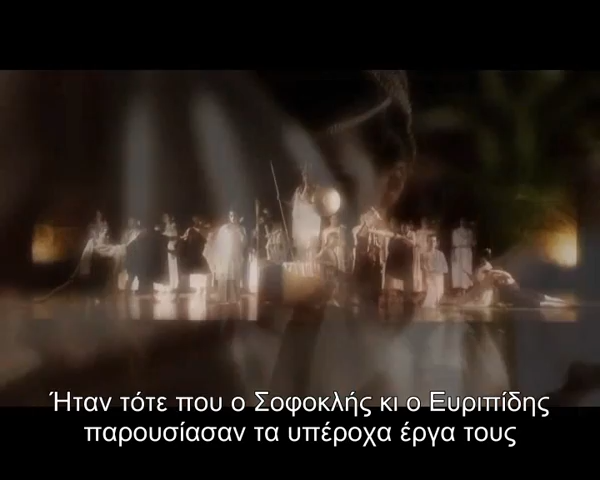 Ήταν τότε που ο Σοφοκλής κι ο Ευριπίδης
παρουσίασαν τα υπέροχα έργα τους